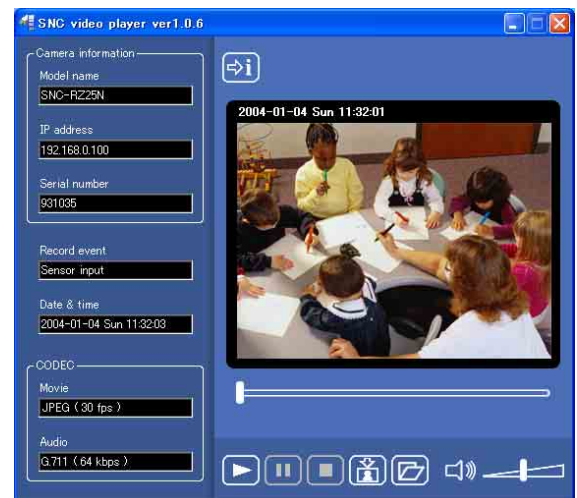 SNC video player ver1.0.6
Camera information
Model name
SNC-RZ25N
IP address
192.168.0.100
Serial number
931035
Record event
Sensor input
Date & time
2004-01-04 Sun 11:32:03
CODEC
Movie
JPEG ( 30 fps )
Audio
G.711 ( 64 kbps )
i
2004-01-04 Sun 11:32:01